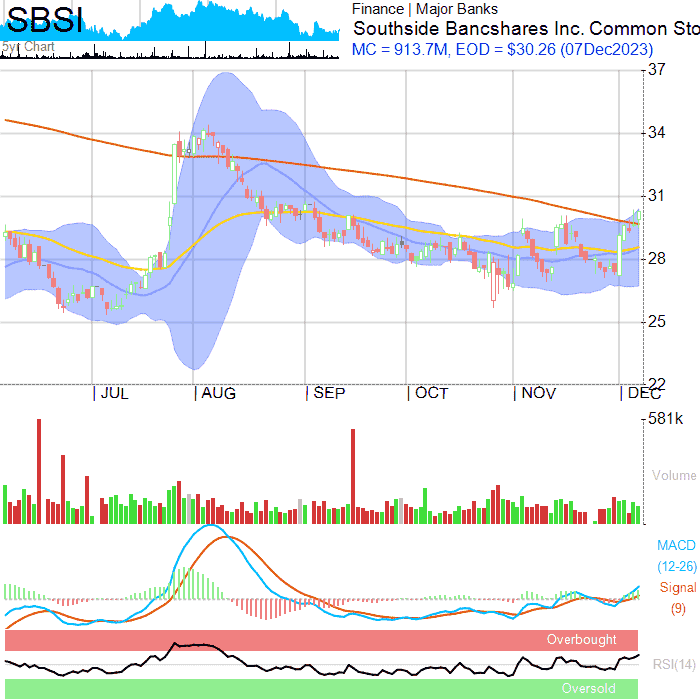 SBSI
5yr Chart
Finance | Major Banks
Southside Bancshares Inc. Common Sto
MC = 913.7M, EOD = $30.26 (07Dec2023)
37
34
31
28
25
22
JUL AUG SEP OCT NOV DEC
581k
Volume
MACD
(12-26)
Signal
(9)
Overbought
RSI(14)
Oversold